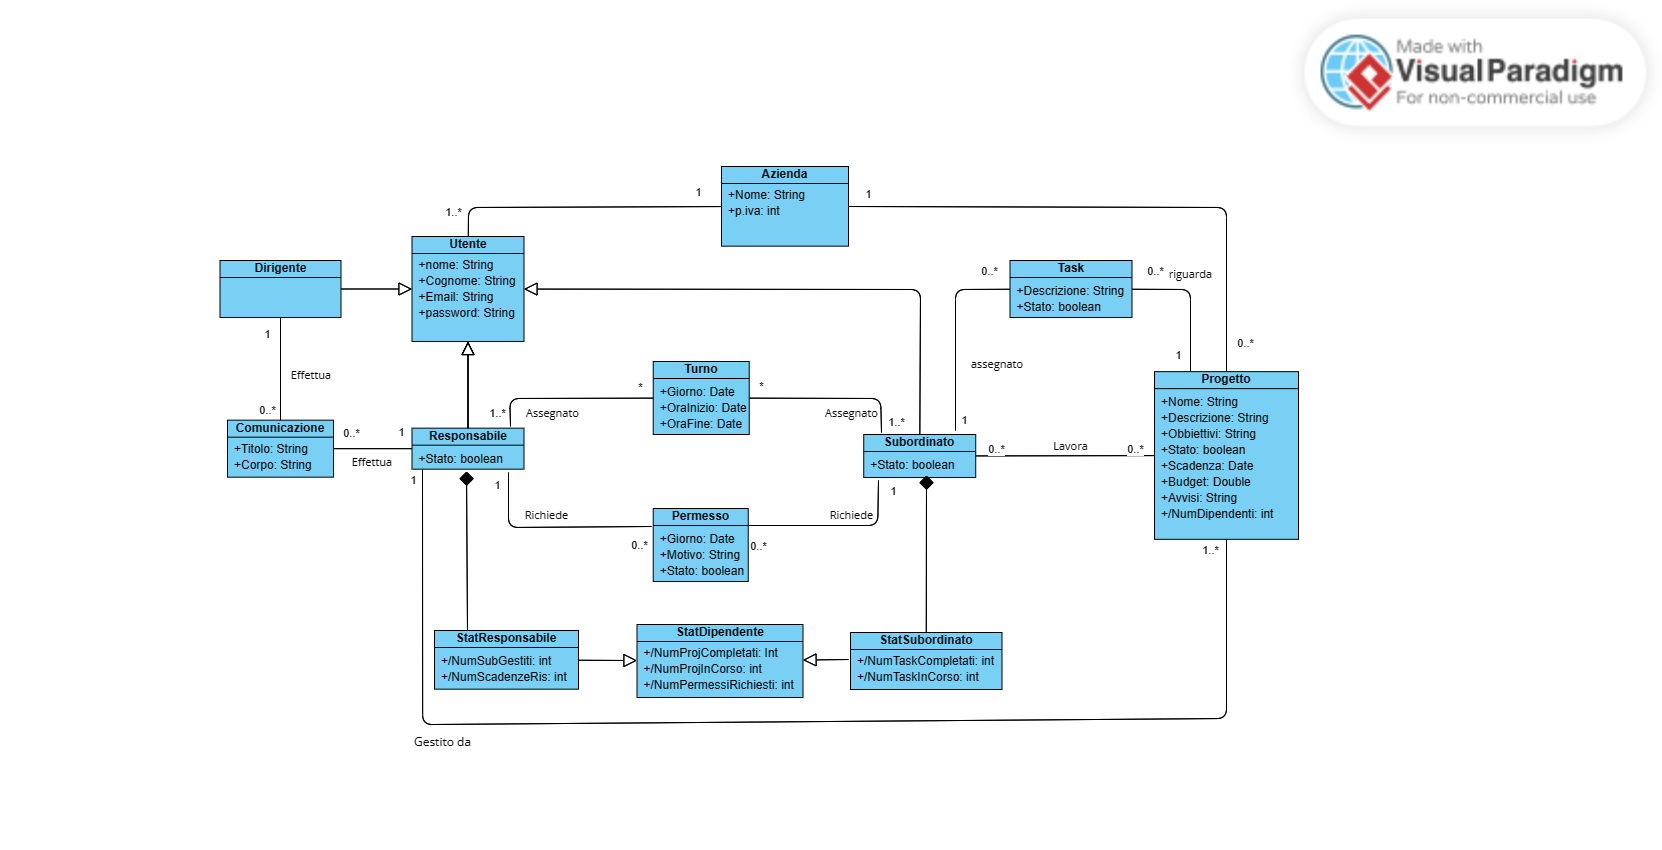 Made with
Visual Paradigm
For non-commercial use
Azienda
+Nome: String
+p.iva: int
1
1
1..*
Utente
+nome: String
+Cognome: String
+Email: String
+password: String
Dirigente
Task
+Descrizione: String
+Stato: boolean
0..*
0..*
riguarda
1
Effettua
0..*
assegnato
1
1
0..*
Turno
+Giorno: Date
+OraInizio: Date
+OraFine: Date
*
*
1..*
Assegnato
Assegnato
1..*
Progetto
+Nome: String
+Descrizione: String
+Obbiettivi: String
+Stato: boolean
+Scadenza: Date
+Budget: Double
+Avvisi: String
+/NumDipendenti: int
Comunicazione
+Titolo: String
+Corpo: String
0..*
1
Effettua
Responsabile
+Stato: boolean
Subordinato
+Stato: boolean
0..*
Lavora
0..*
1
1
1
Richiede
Richiede
Permesso
+Giorno: Date
+Motivo: String
+Stato: boolean
0..*
0..*
1..*
StatResponsabile
+/NumSubGestiti: int
+/NumScadenzeRis: int
StatDipendente
+/NumProjCompletati: Int
+/NumProjInCorso: int
+/NumPermessiRichiesti: int
StatSubordinato
+/NumTaskCompletati: int
+/NumTaskInCorso: int
Gestito da